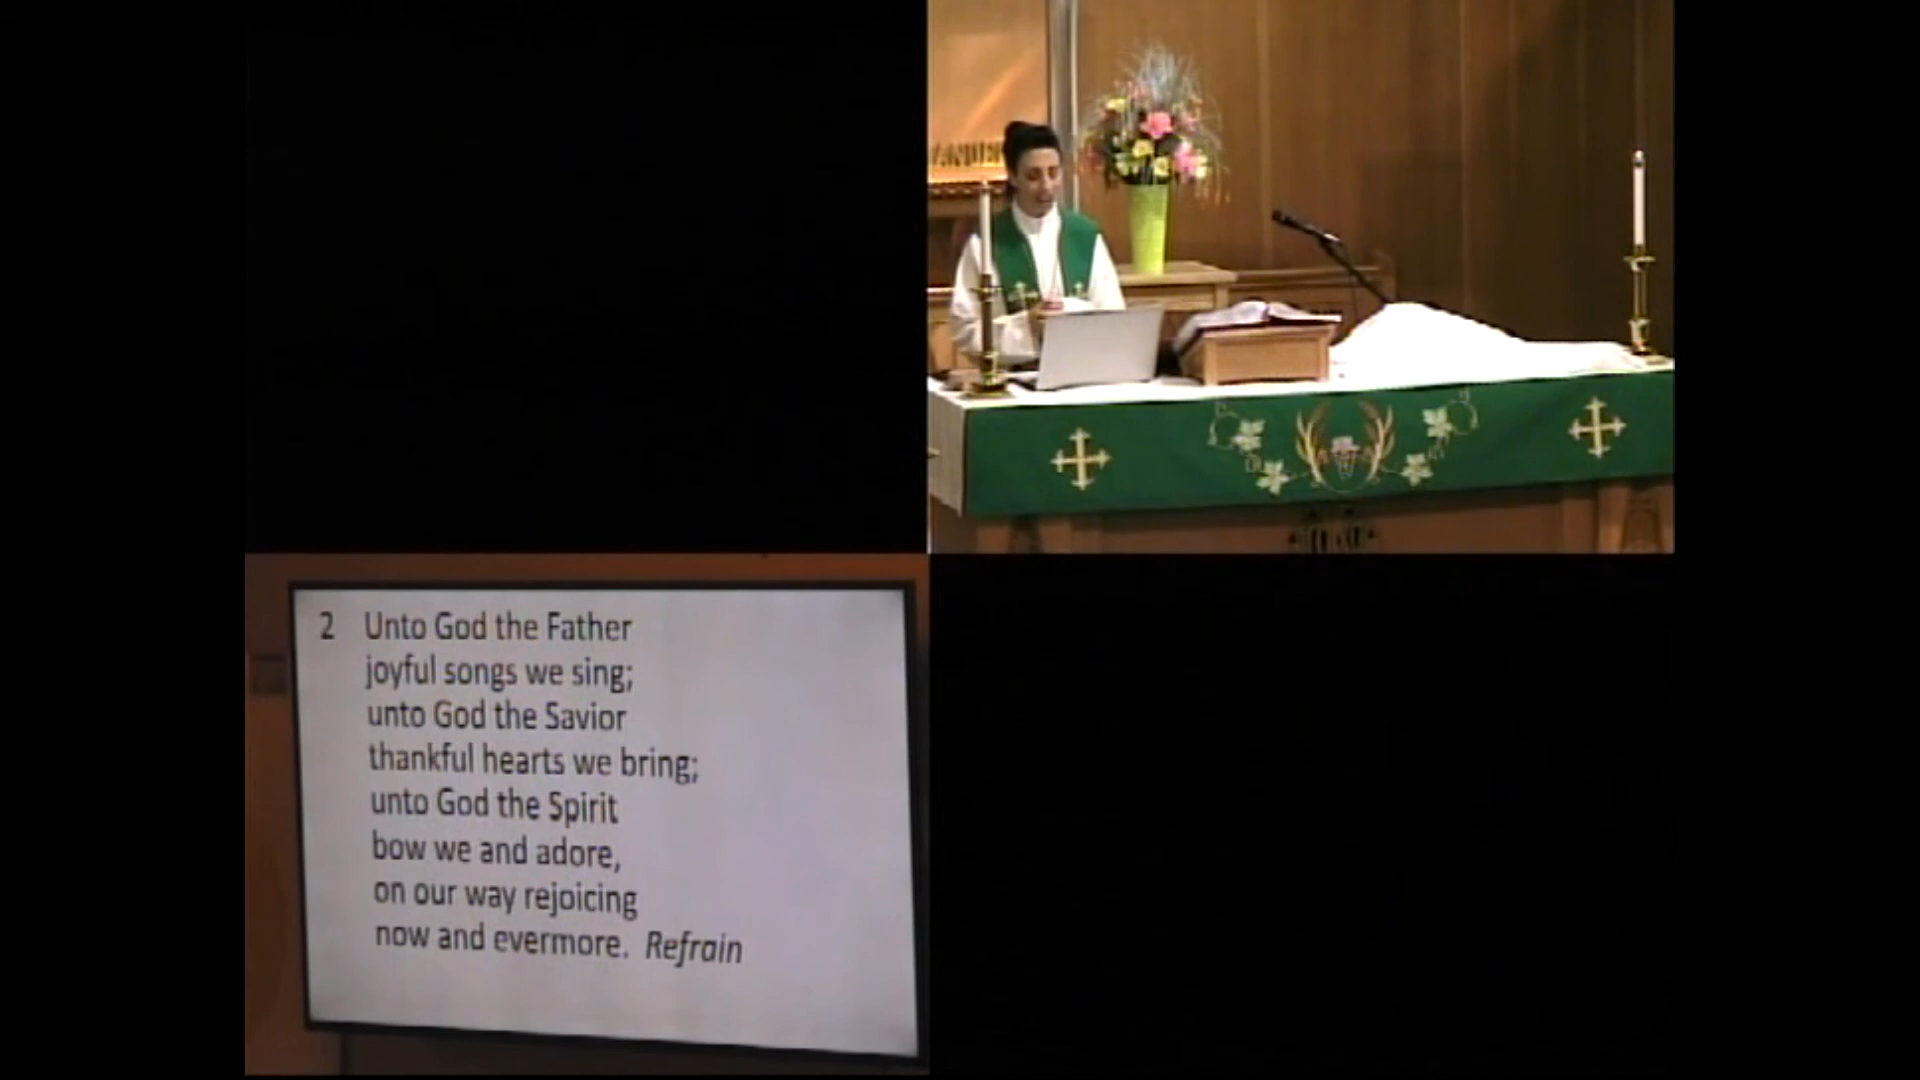 2 Unto God the Father
joyful songs we sing;
unto God the Savior
thankful hearts we bring;
unto God the Spirit
bow we and adore,
on our way rejoicing
now and evermore. Refrain